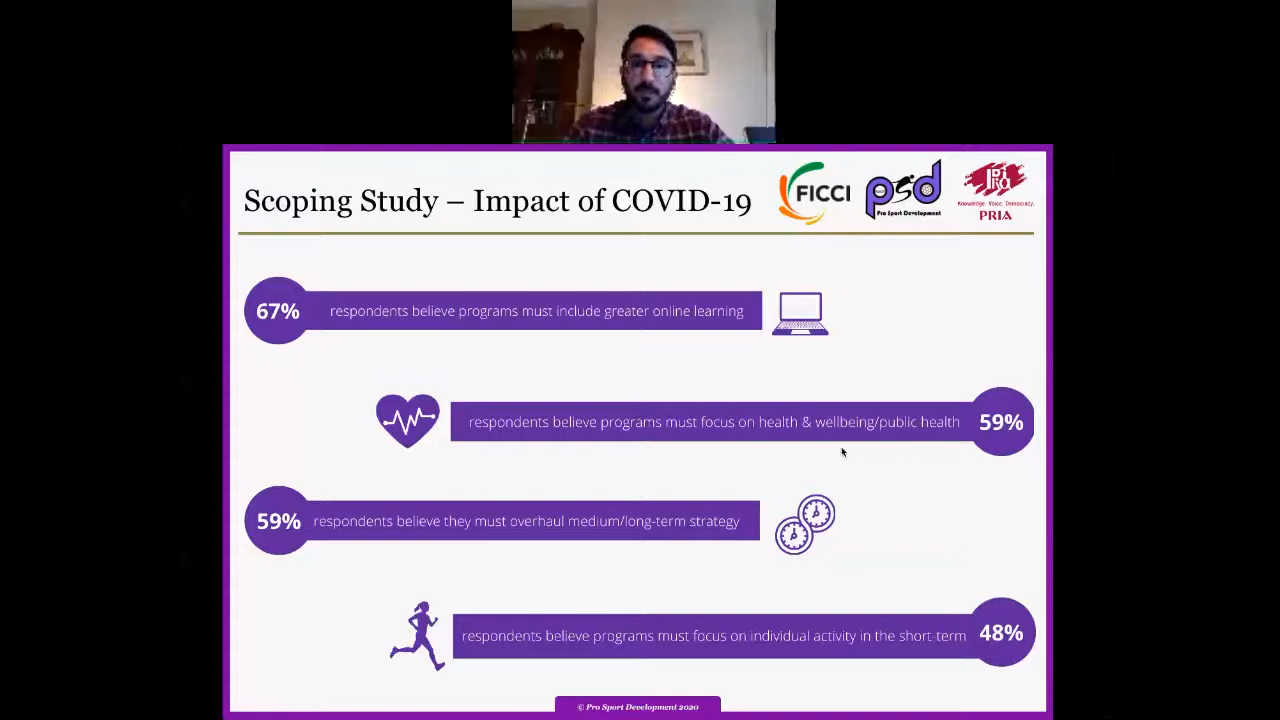 Scoping Study – Impact of COVID-19
FICCI
psd
Pro Sport Development
Knowledge. Voice. Democracy.
PRIA
67%
respondents believe programs must include greater online learning
respondents believe programs must focus on health & wellbeing/public health
59%
59%
respondents believe they must overhaul medium/long-term strategy
respondents believe programs must focus on individual activity in the short-term
48%
© Pro Sport Development 2020